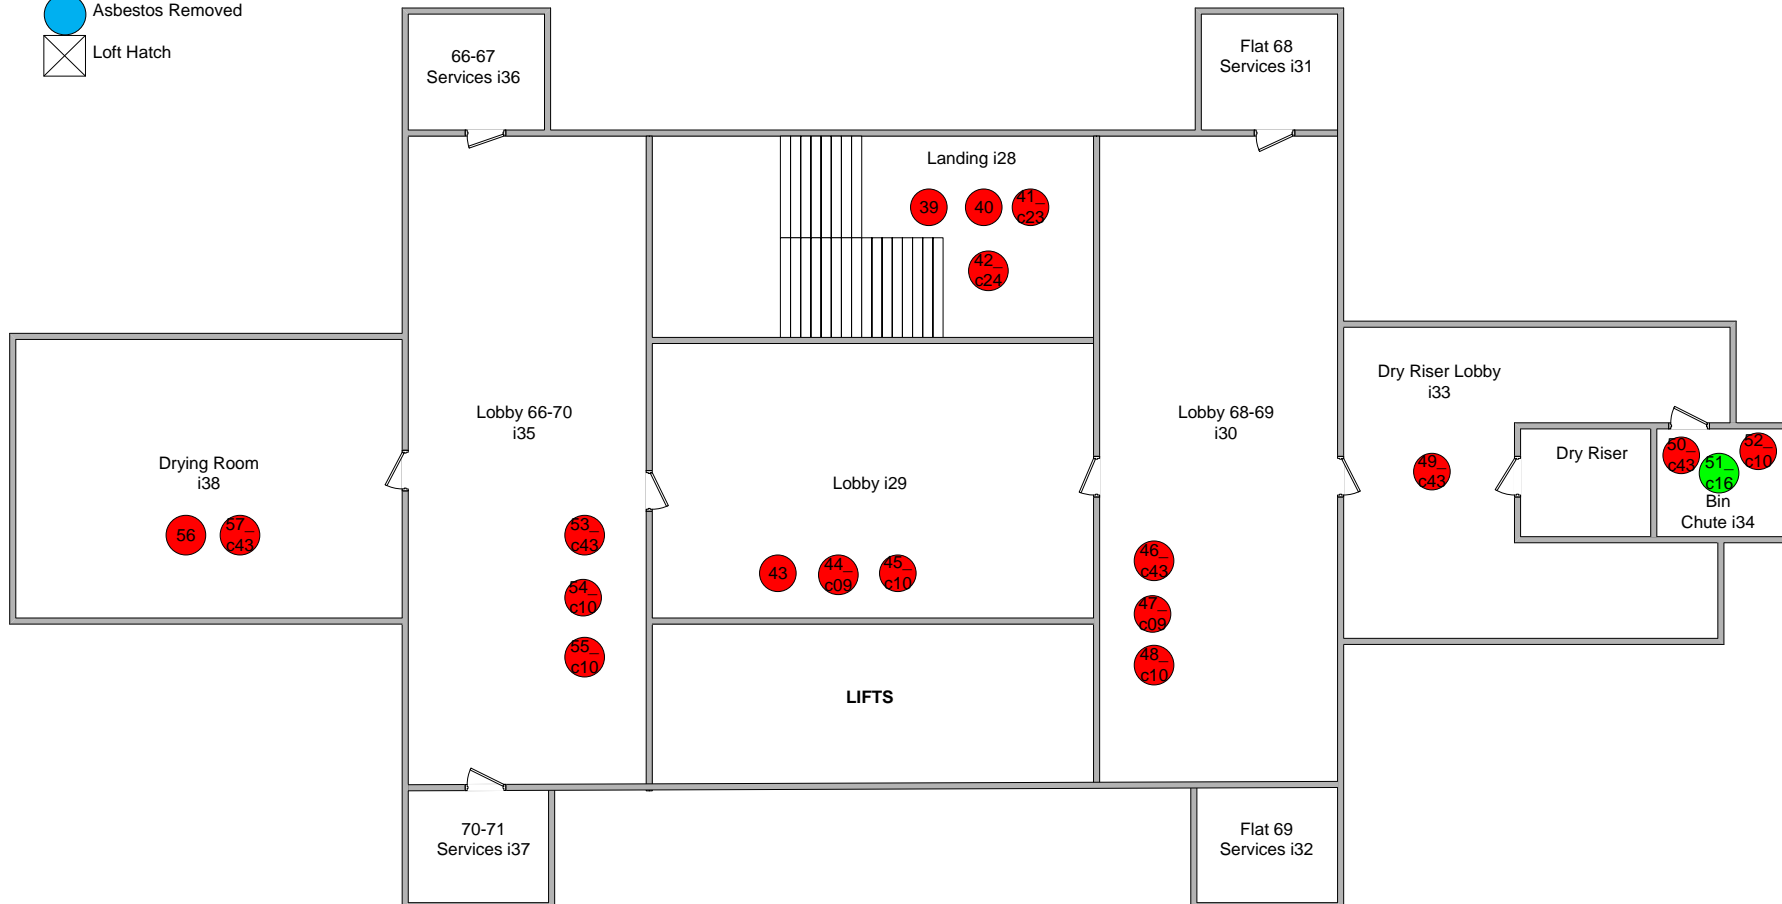 Asbestos Removed
Loft Hatch
66-67
Services i36
Flat 68
Services i31
Landing i28
39
40
41_
c23
42_
c24
Dry Riser Lobby
i33
Lobby 66-70
i35
Lobby 68-69
i30
Drying Room
i38
Lobby i29
Dry Riser
49_
c43
50_
c43
51_
c16
52_
c10
Bin
Chute i34
56
57_
c43
53_
c43
54_
c10
55_
c10
43
44_
c09
45_
c10
46_
c43
47_
c09
48_
c10
LIFTS
70-71
Services i37
Flat 69
Services i32